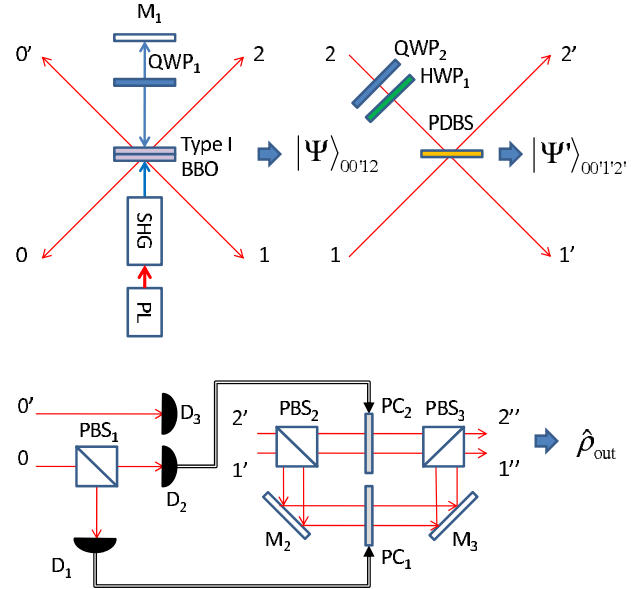 M₁
0'
QWP₁
2
Type I
BBO
|Ψ⟩₀₀'₁₂
SHG
PL
0
1
2
QWP₂
HWP₁
2'
PDBS
|Ψ'⟩₀₀'₁'₂'
1
1'
0'
D₃
PBS₁
0
D₂
D₁
2'
1'
PBS₂
PC₂
PBS₃
2''
1''
ρ̂out
M₂
PC₁
M₃